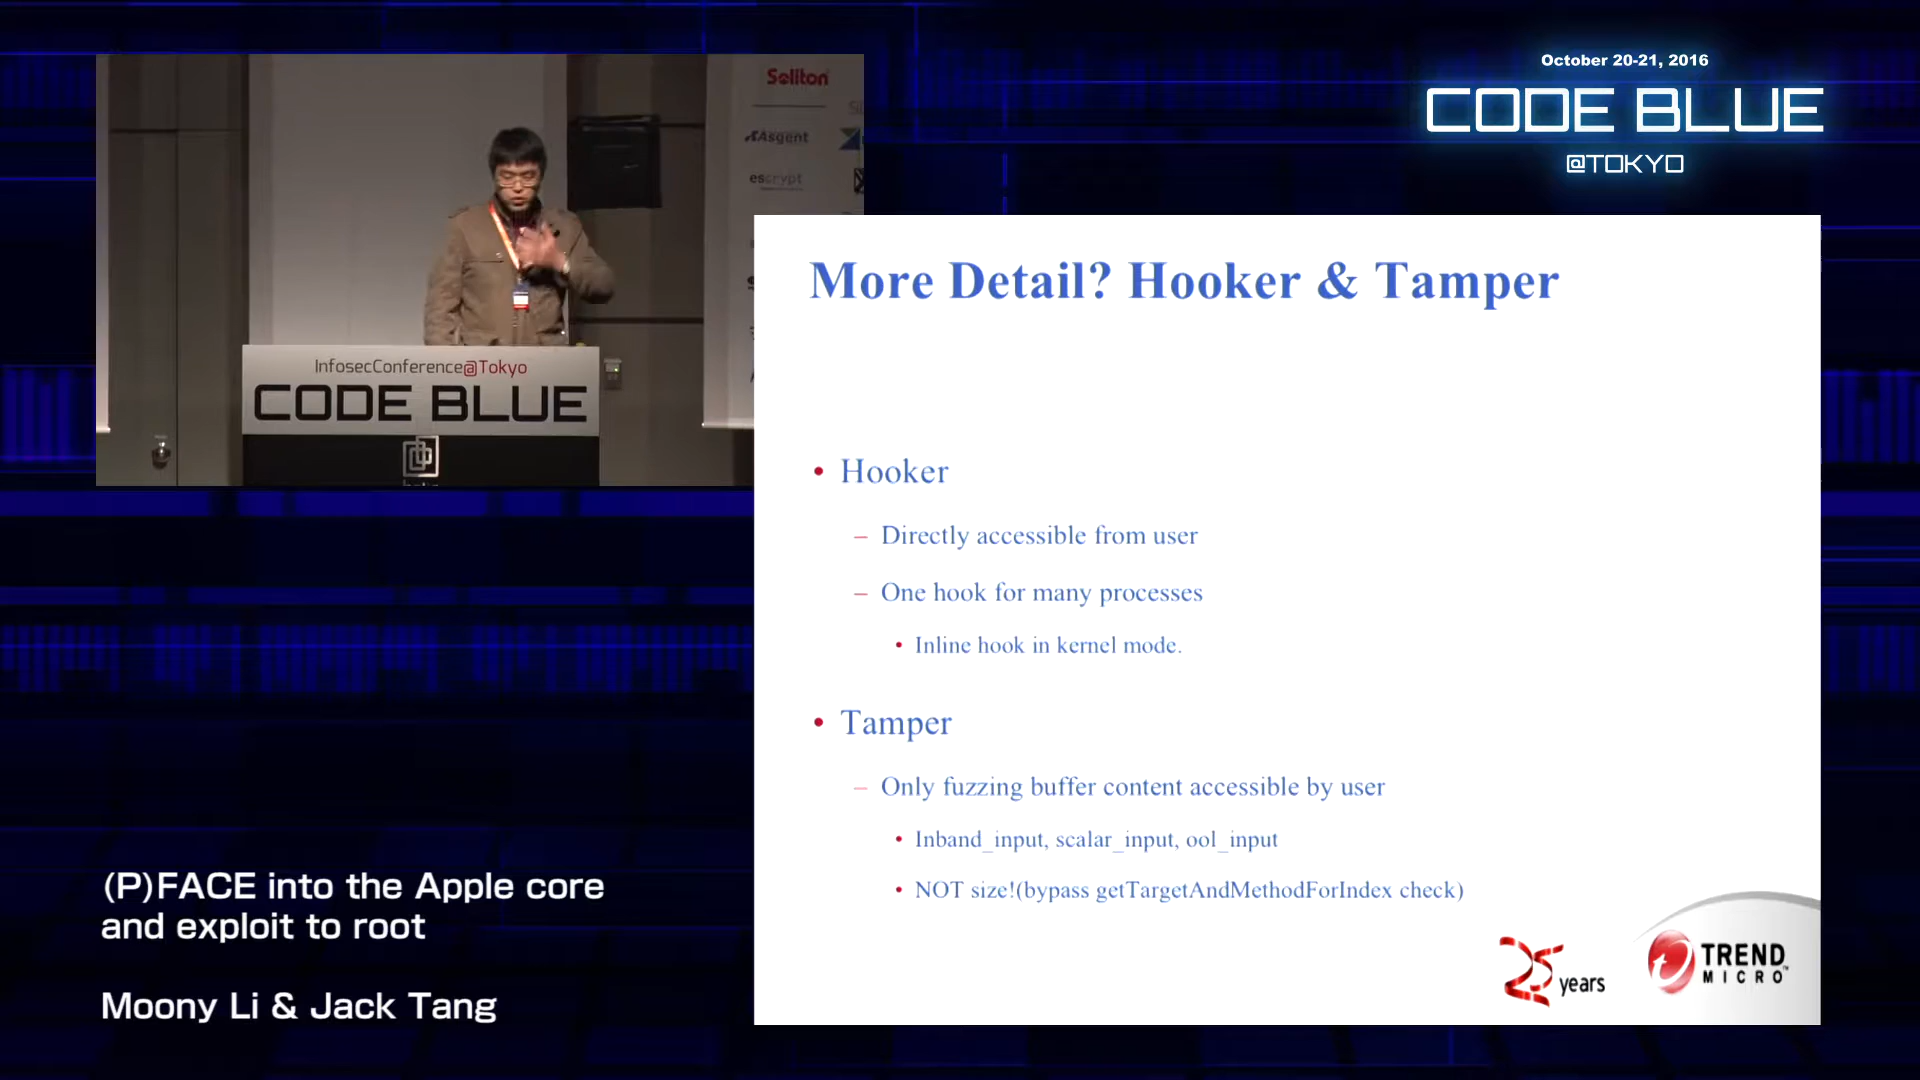 October 20-21, 2016
CODE BLUE
@TOKYO
Soliton
Asgent
escrypt
InfosecConference@Tokyo
CODE BLUE
More Detail? Hooker & Tamper
• Hooker
– Directly accessible from user
– One hook for many processes
• Inline hook in kernel mode.
• Tamper
– Only fuzzing buffer content accessible by user
• Inband_input, scalar_input, ool_input
• NOT size!(bypass getTargetAndMethodForIndex check)
25 years
TREND
MICRO™
(P)FACE into the Apple core
and exploit to root
Moony Li & Jack Tang